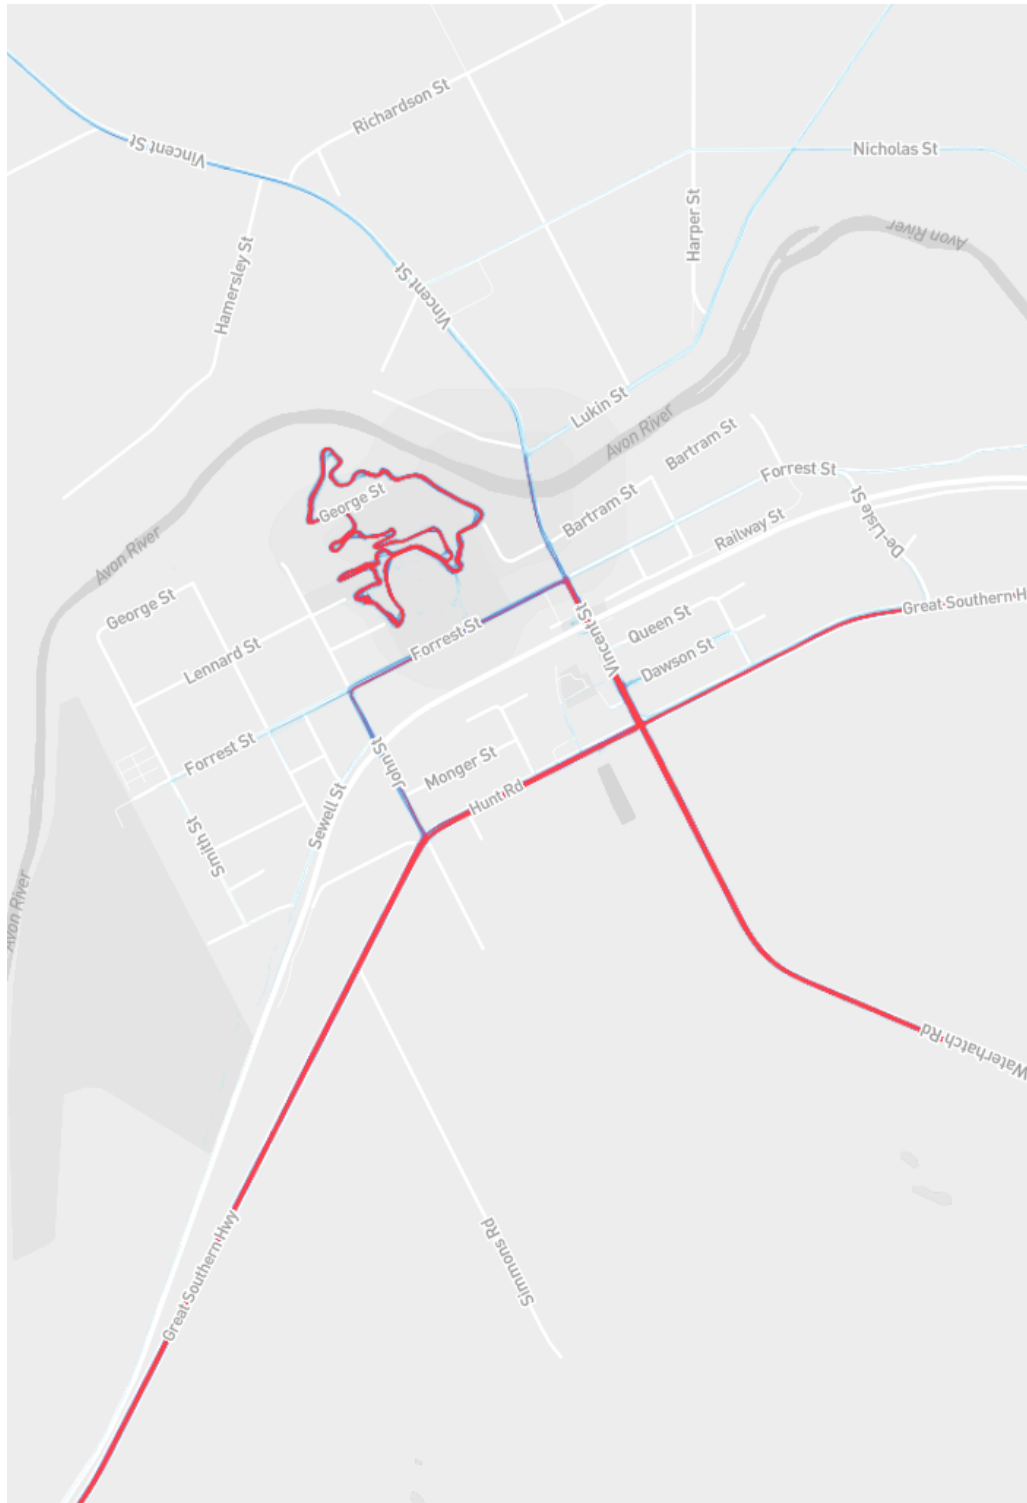 Richardson St
Vincent St
Nicholas St
Harper St
Avon River
Hamersley St
Vincent St
Lukin St
Avon River
Bartram St
Forrest St
George St
Bartram St
Railway St
De Lisle St
Avon River
George St
Great Southern H
Queen St
Vincent St
Forrest St
Lennard St
Dawson St
Forrest St
John St
Monger St
Hunt Rd
Sewell St
Smith St
Avon River
Waterhatch Rd
Great Southern Hwy
Simmons Rd